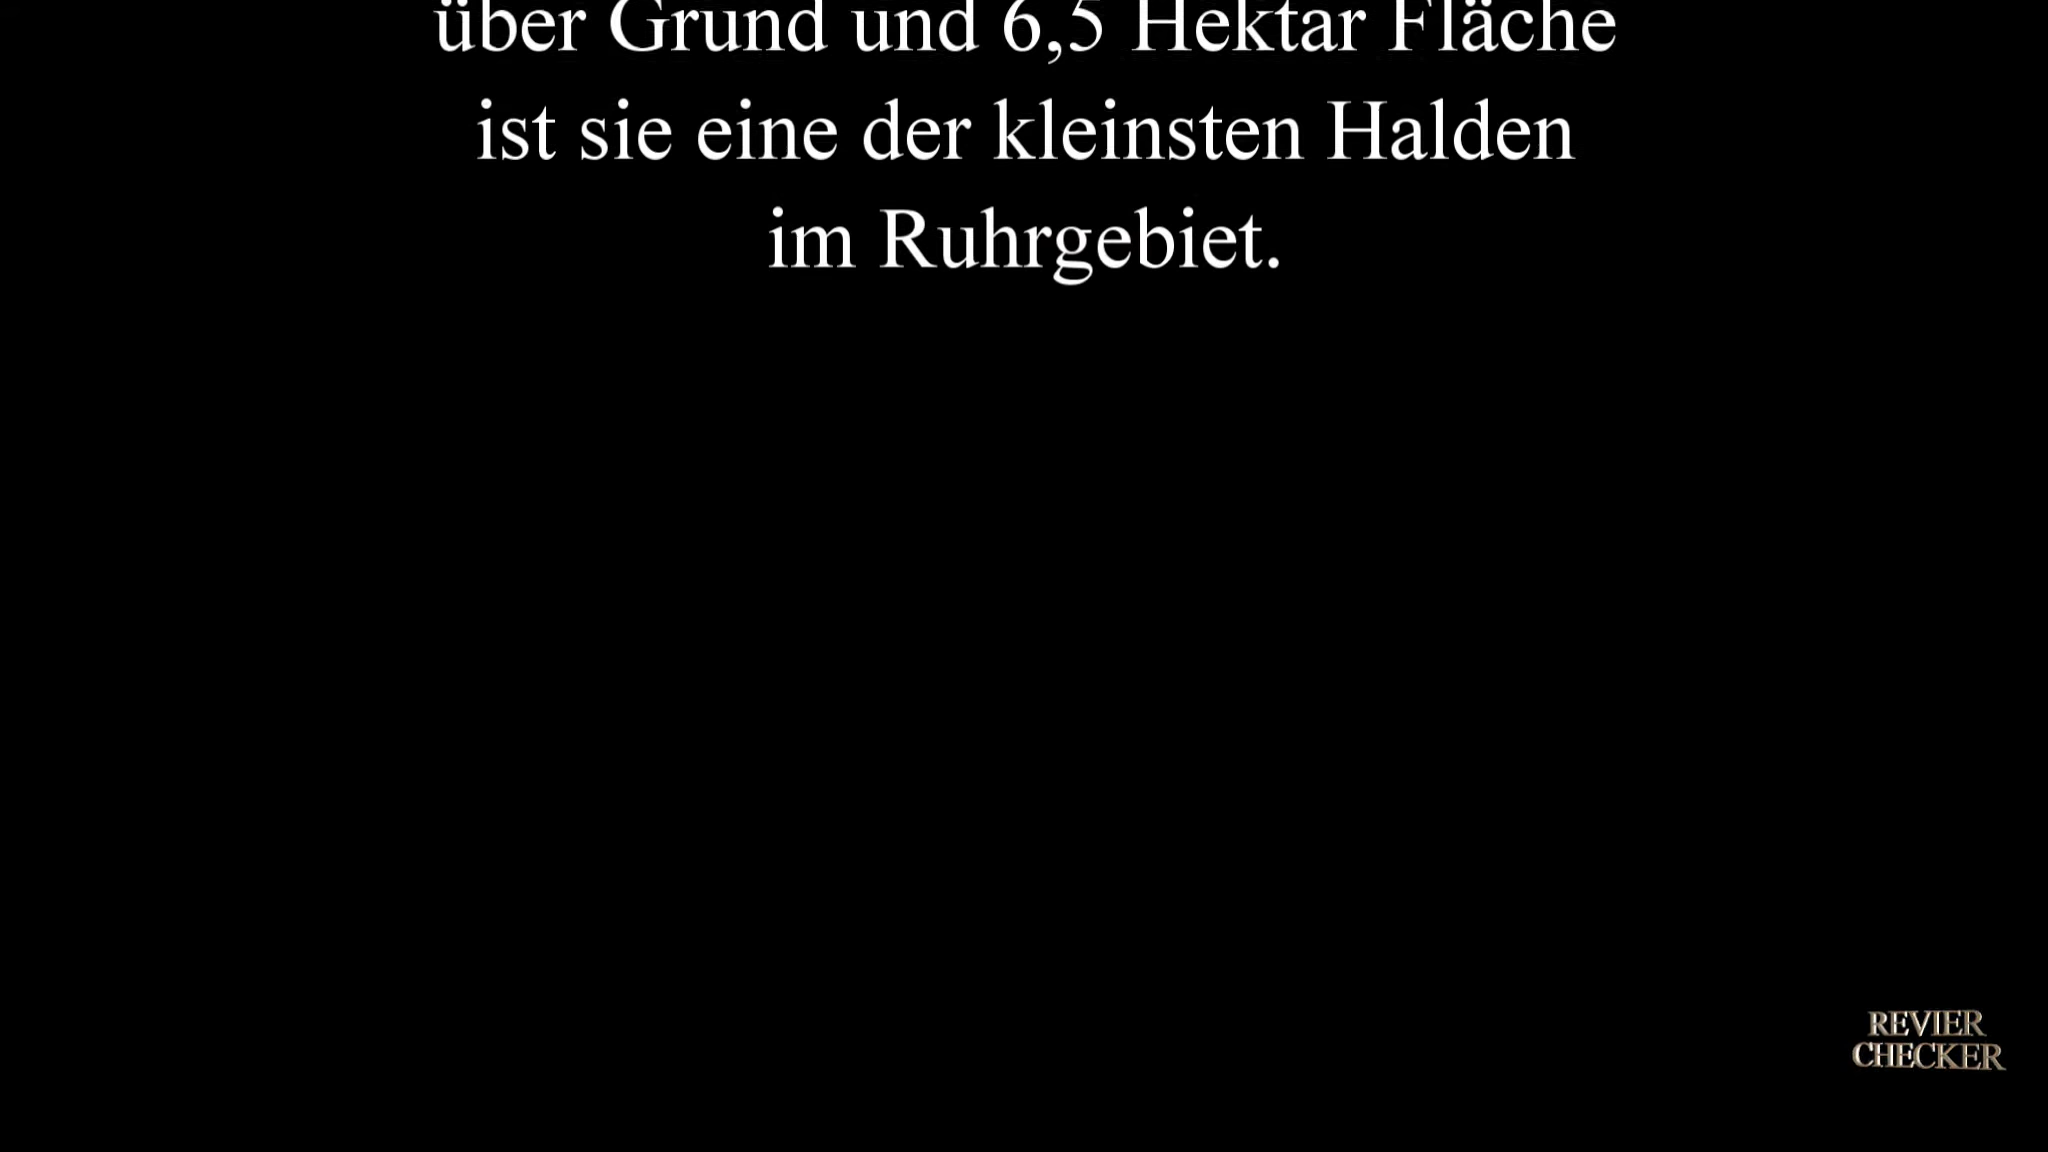 über Grund und 6,5 Hektar Fläche
ist sie eine der kleinsten Halden
im Ruhrgebiet.
REVIER
CHECKER